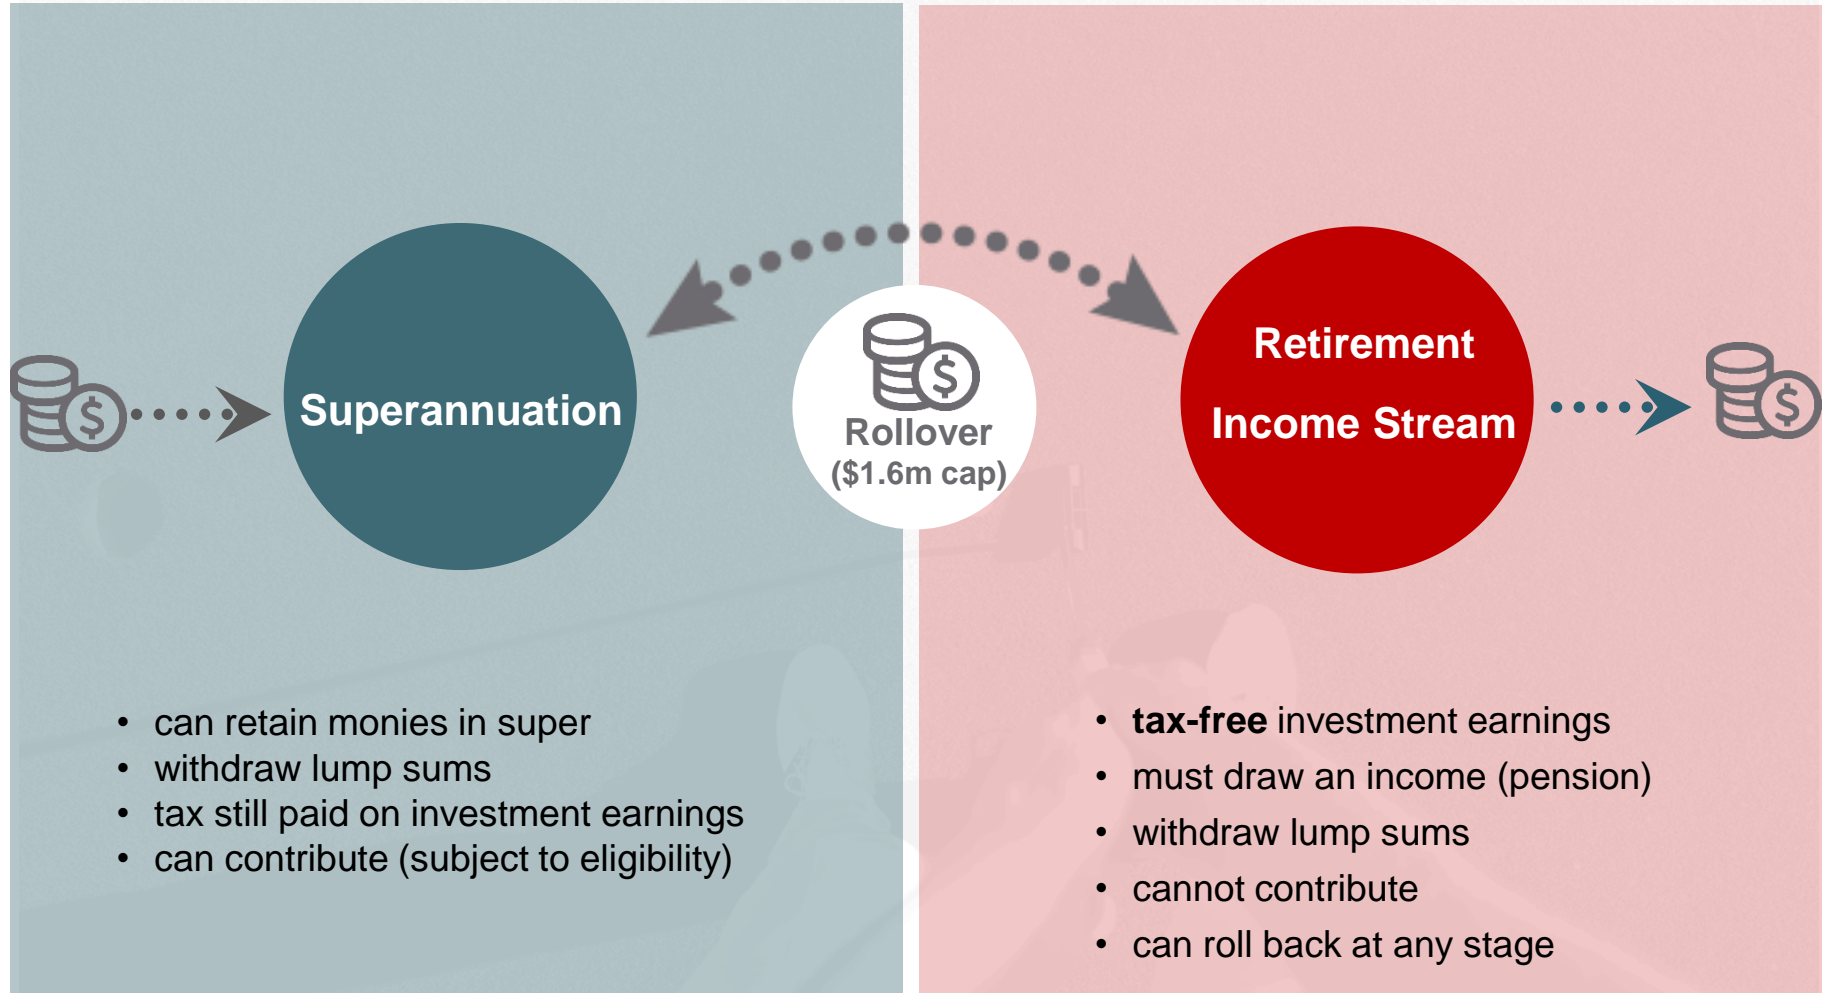 Superannuation
Rollover
($1.6m cap)
Retirement
Income Stream
• can retain monies in super
• withdraw lump sums
• tax still paid on investment earnings
• can contribute (subject to eligibility)
• tax-free investment earnings
• must draw an income (pension)
• withdraw lump sums
• cannot contribute
• can roll back at any stage